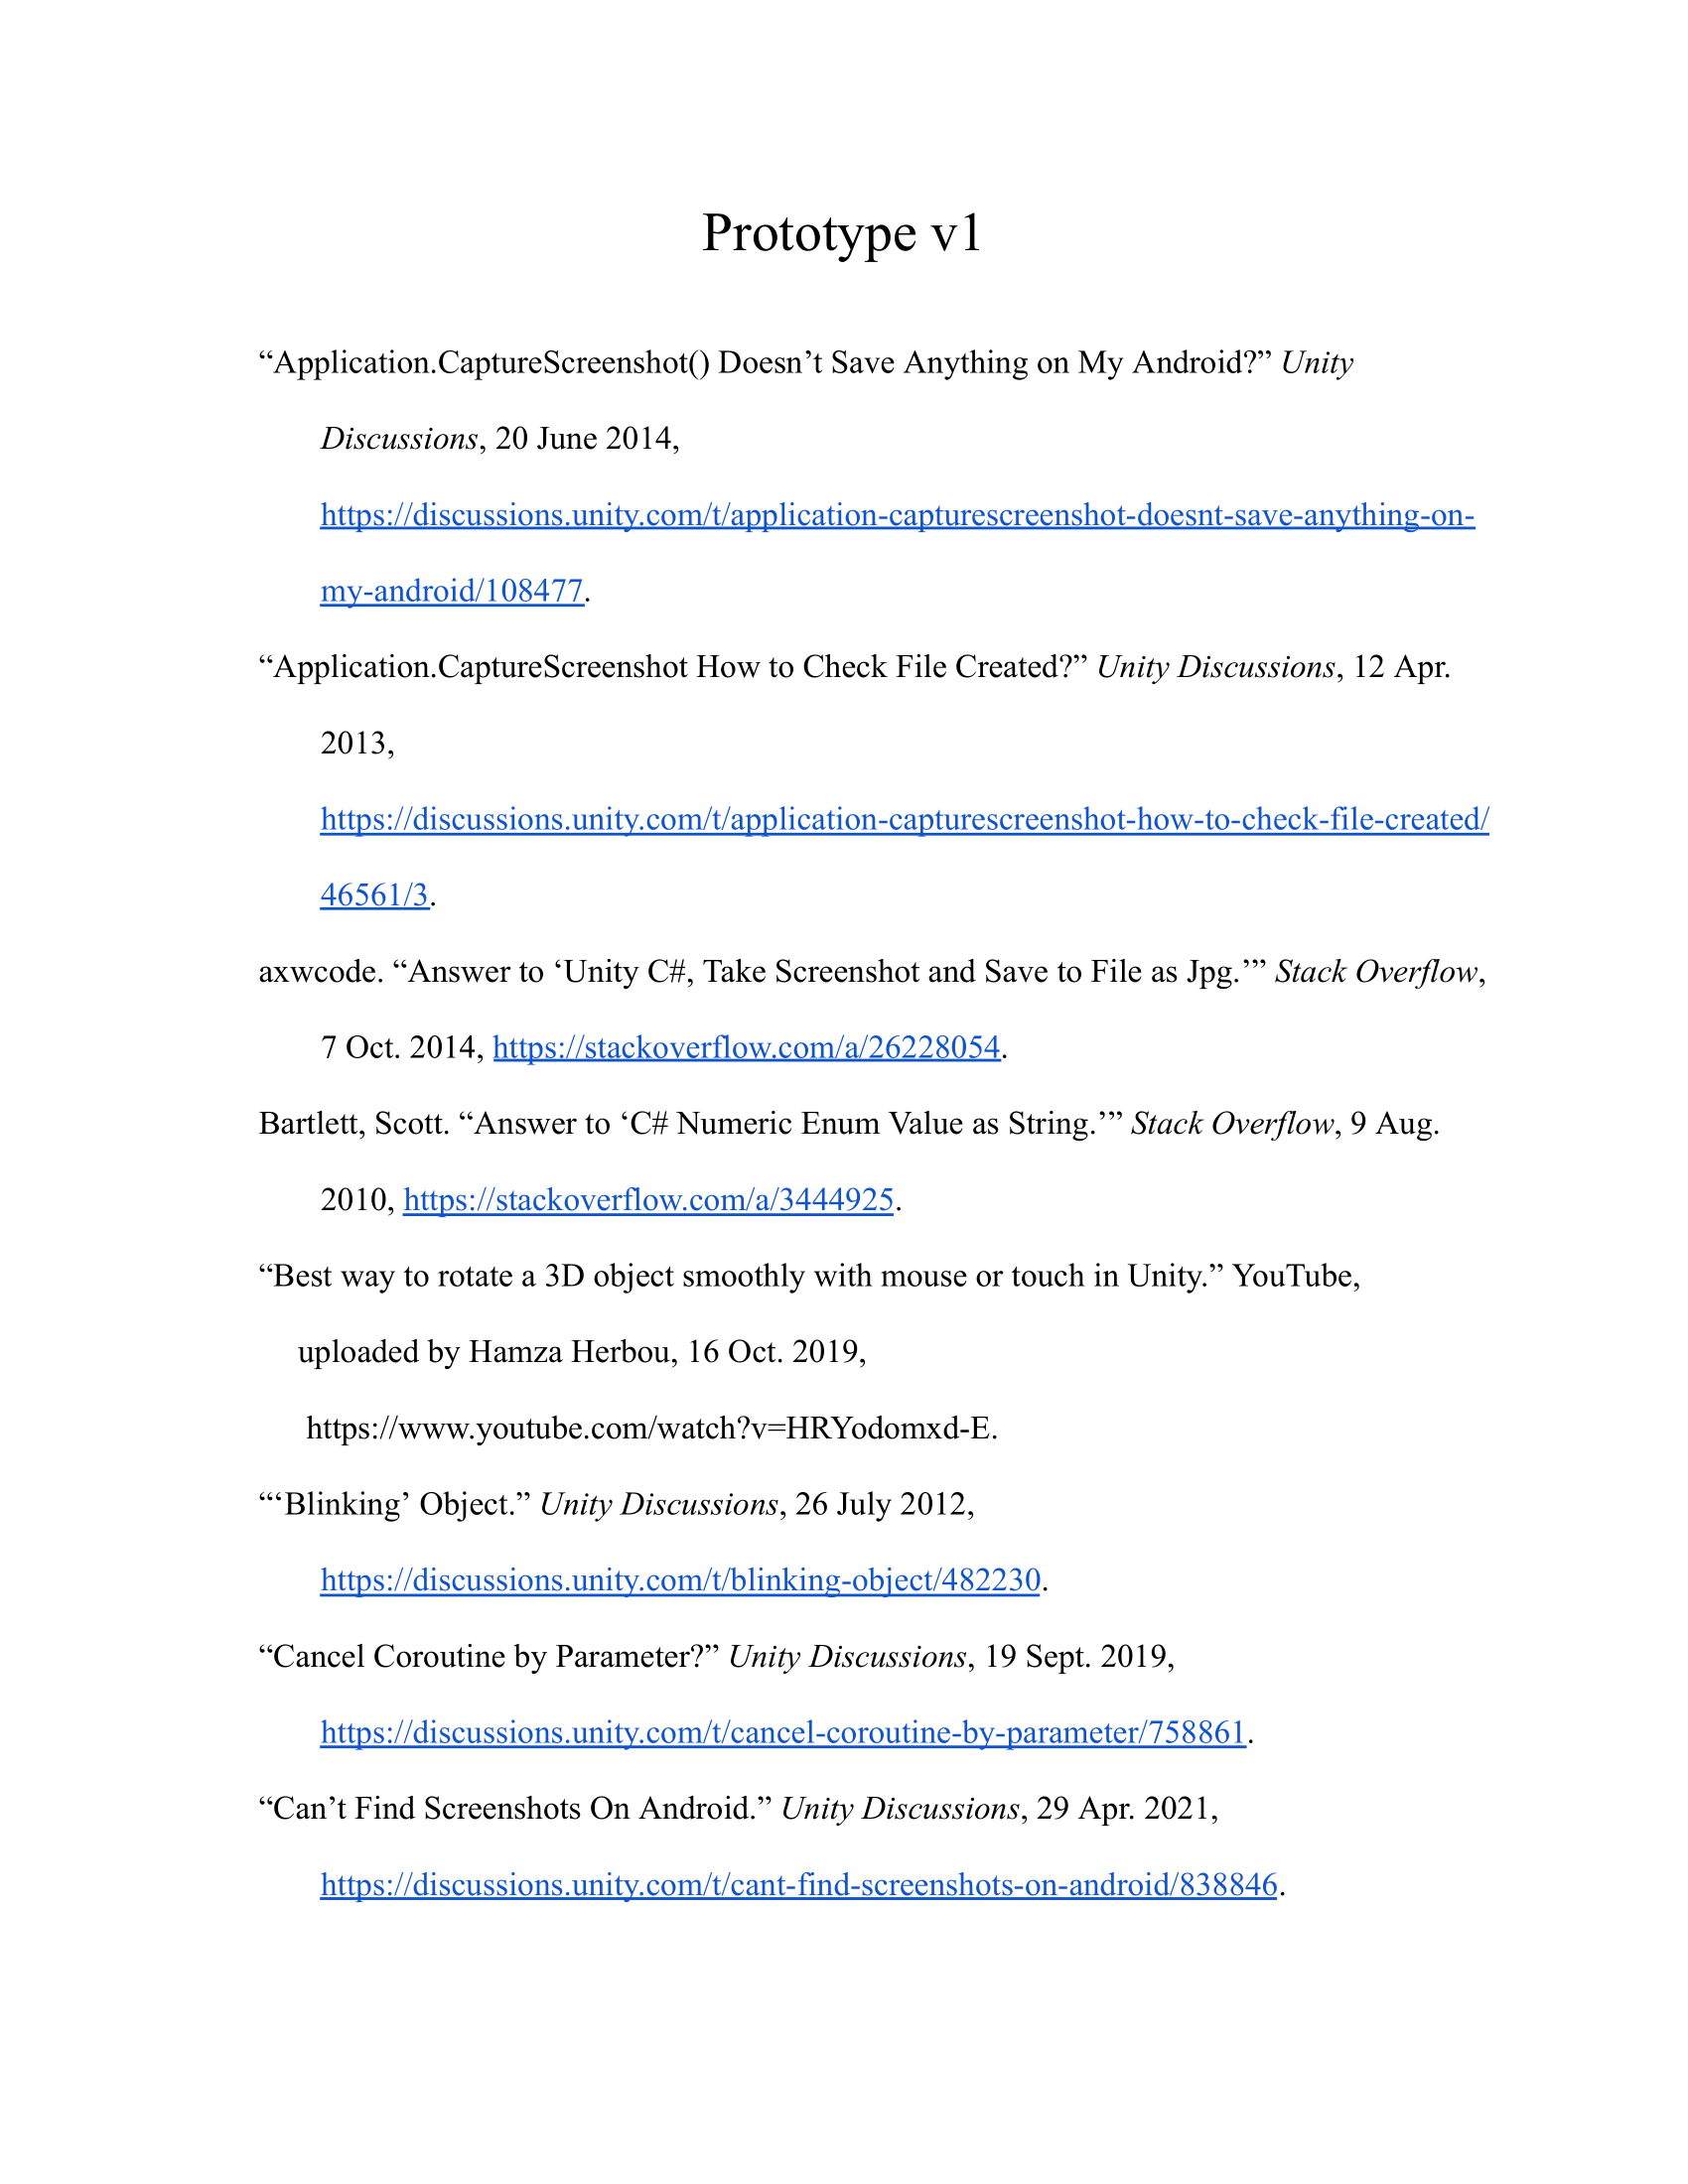 Prototype v1
“Application.CaptureScreenshot() Doesn’t Save Anything on My Android?” Unity
Discussions, 20 June 2014,
https://discussions.unity.com/t/application-capturescreenshot-doesnt-save-anything-on-
my-android/108477.
“Application.CaptureScreenshot How to Check File Created?” Unity Discussions, 12 Apr.
2013,
https://discussions.unity.com/t/application-capturescreenshot-how-to-check-file-created/
46561/3.
axwcode. “Answer to ‘Unity C#, Take Screenshot and Save to File as Jpg.’” Stack Overflow,
7 Oct. 2014, https://stackoverflow.com/a/26228054.
Bartlett, Scott. “Answer to ‘C# Numeric Enum Value as String.’” Stack Overflow, 9 Aug.
2010, https://stackoverflow.com/a/3444925.
“Best way to rotate a 3D object smoothly with mouse or touch in Unity.” YouTube,
uploaded by Hamza Herbou, 16 Oct. 2019,
https://www.youtube.com/watch?v=HRYodomxd-E.
“‘Blinking’ Object.” Unity Discussions, 26 July 2012,
https://discussions.unity.com/t/blinking-object/482230.
“Cancel Coroutine by Parameter?” Unity Discussions, 19 Sept. 2019,
https://discussions.unity.com/t/cancel-coroutine-by-parameter/758861.
“Can’t Find Screenshots On Android.” Unity Discussions, 29 Apr. 2021,
https://discussions.unity.com/t/cant-find-screenshots-on-android/838846.